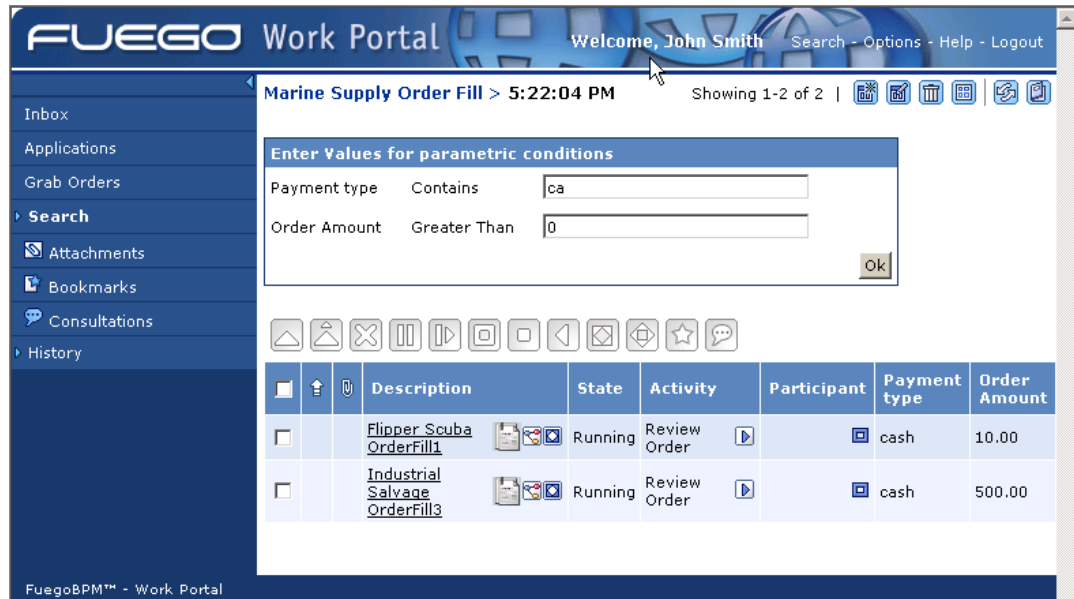 FUEGO Work Portal
Welcome, John Smith Search - Options - Help - Logout
Inbox
Applications
Grab Orders
Search
Attachments
Bookmarks
Consultations
History
Marine Supply Order Fill > 5:22:04 PM Showing 1-2 of 2 |
Enter Values for parametric conditions
Payment type Contains ca
Order Amount Greater Than 0
Ok
Description State Activity Participant Payment type Order Amount
Flipper Scuba OrderFill1 Running Review Order cash 10.00
Industrial Salvage OrderFill3 Running Review Order cash 500.00
FuegoBPM™ - Work Portal